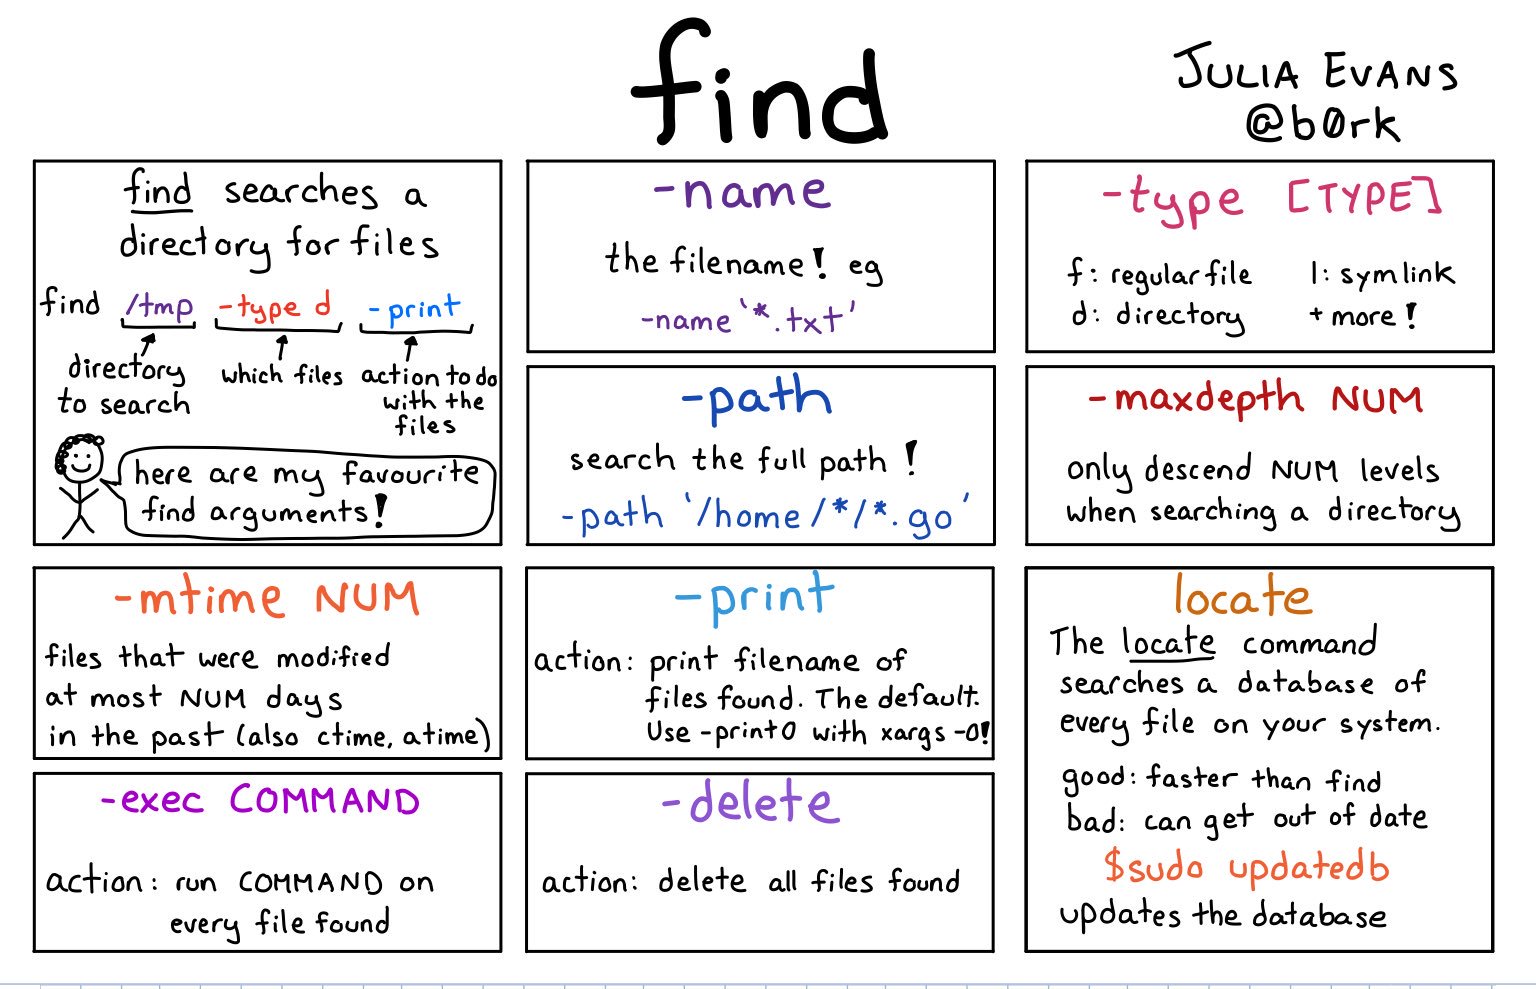 find
JULIA EVANS
@b0rk
find searches a
directory for files
find /tmp -type d -print
directory
to search
which files
action to do
with the
files
here are my favourite
find arguments!
-name
the filename! eg
-name '*.txt'
-type [TYPE]
f: regular file
l: symlink
d: directory
+ more!
-path
search the full path!
-path '/home/*/*.go'
-maxdepth NUM
only descend NUM levels
when searching a directory
-mtime NUM
files that were modified
at most NUM days
in the past (also ctime, atime)
-print
action: print filename of
files found. The default.
Use -print0 with xargs -0!
locate
The locate command
searches a database of
every file on your system.
good: faster than find
bad: can get out of date
$sudo updatedb
updates the database
-exec COMMAND
action: run COMMAND on
every file found
-delete
action: delete all files found